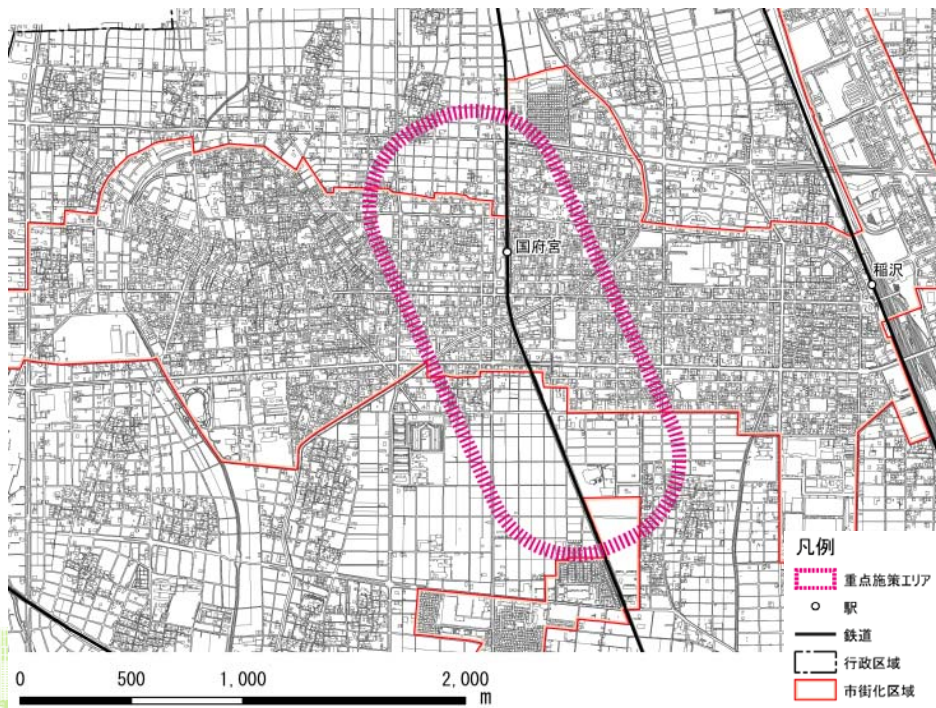 国府宮
稲沢
凡例
重点施策エリア
駅
鉄道
行政区域
市街化区域
0 500 1,000 2,000
m